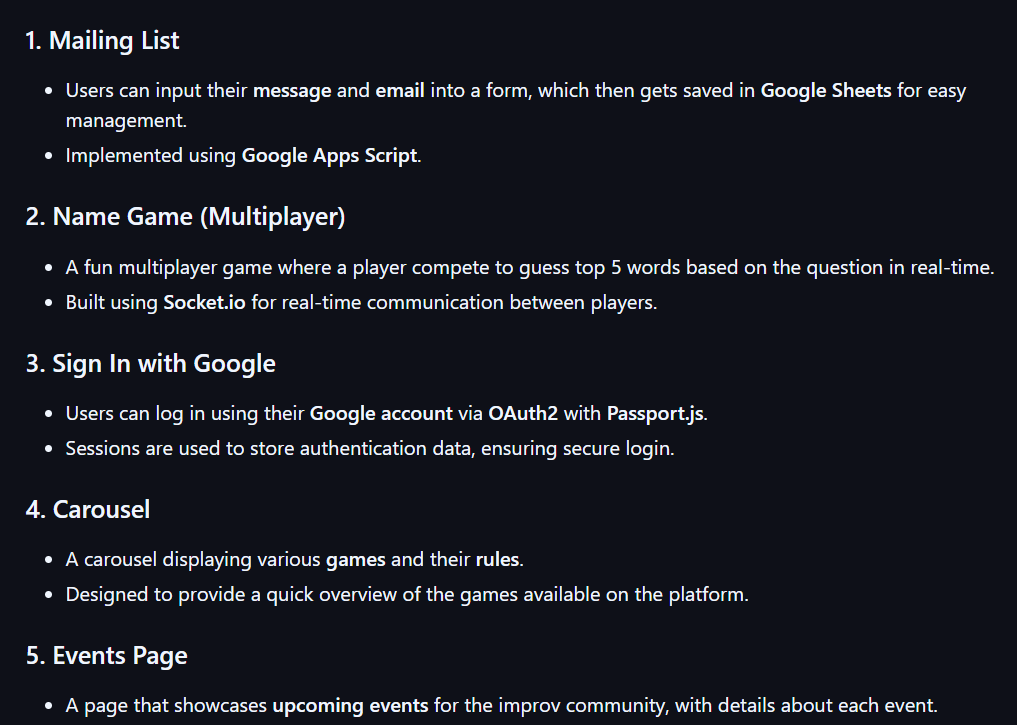 1. Mailing List
• Users can input their message and email into a form, which then gets saved in Google Sheets for easy
management.
• Implemented using Google Apps Script.
2. Name Game (Multiplayer)
• A fun multiplayer game where a player compete to guess top 5 words based on the question in real-time.
• Built using Socket.io for real-time communication between players.
3. Sign In with Google
• Users can log in using their Google account via OAuth2 with Passport.js.
• Sessions are used to store authentication data, ensuring secure login.
4. Carousel
• A carousel displaying various games and their rules.
• Designed to provide a quick overview of the games available on the platform.
5. Events Page
• A page that showcases upcoming events for the improv community, with details about each event.